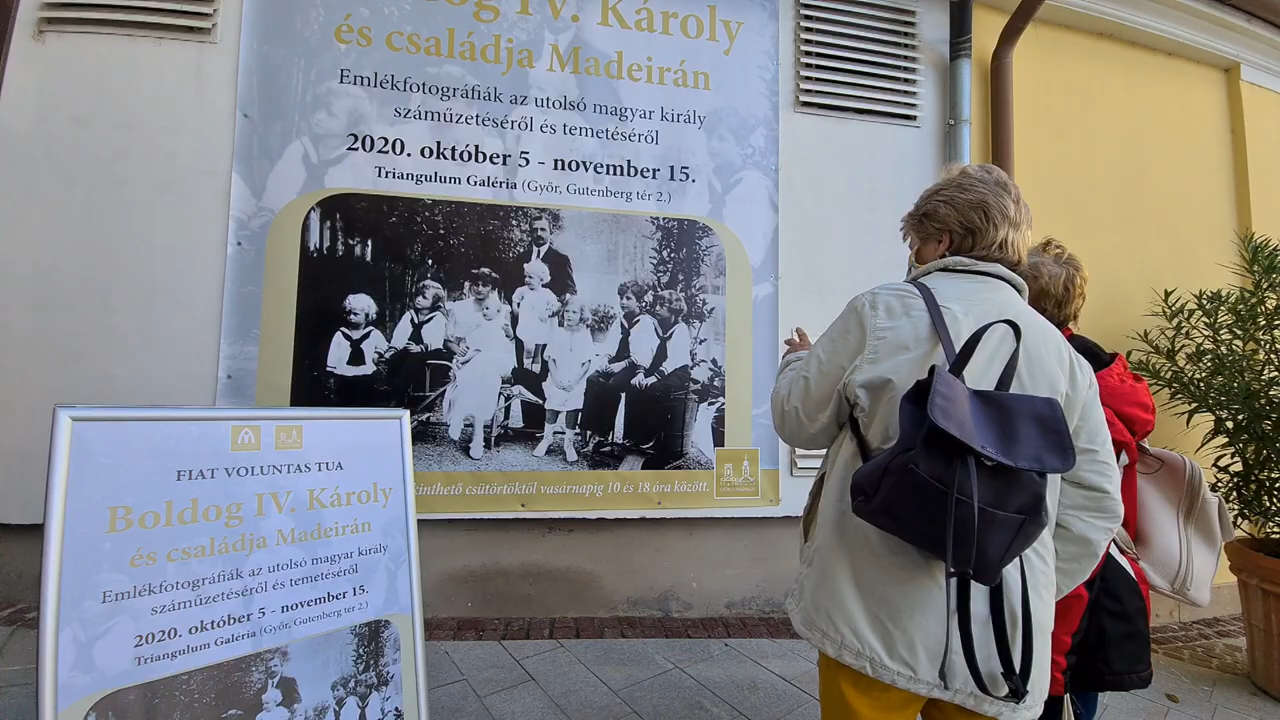 Boldog IV. Károly
és családja Madeirán
Emlékfotográfiák az utolsó magyar király
száműzetéséről és temetéséről
2020. október 5 - november 15.
Triangulum Galéria (Győr, Gutenberg tér 2.)
csütörtöktől vasárnapig 10 és 18 óra között.
FIAT VOLUNTAS TUA
Boldog IV. Károly
és családja Madeirán
Emlékfotográfiák az utolsó magyar király
száműzetéséről és temetéséről
2020. október 5 - november 15.
Triangulum Galéria (Győr, Gutenberg tér 2.)